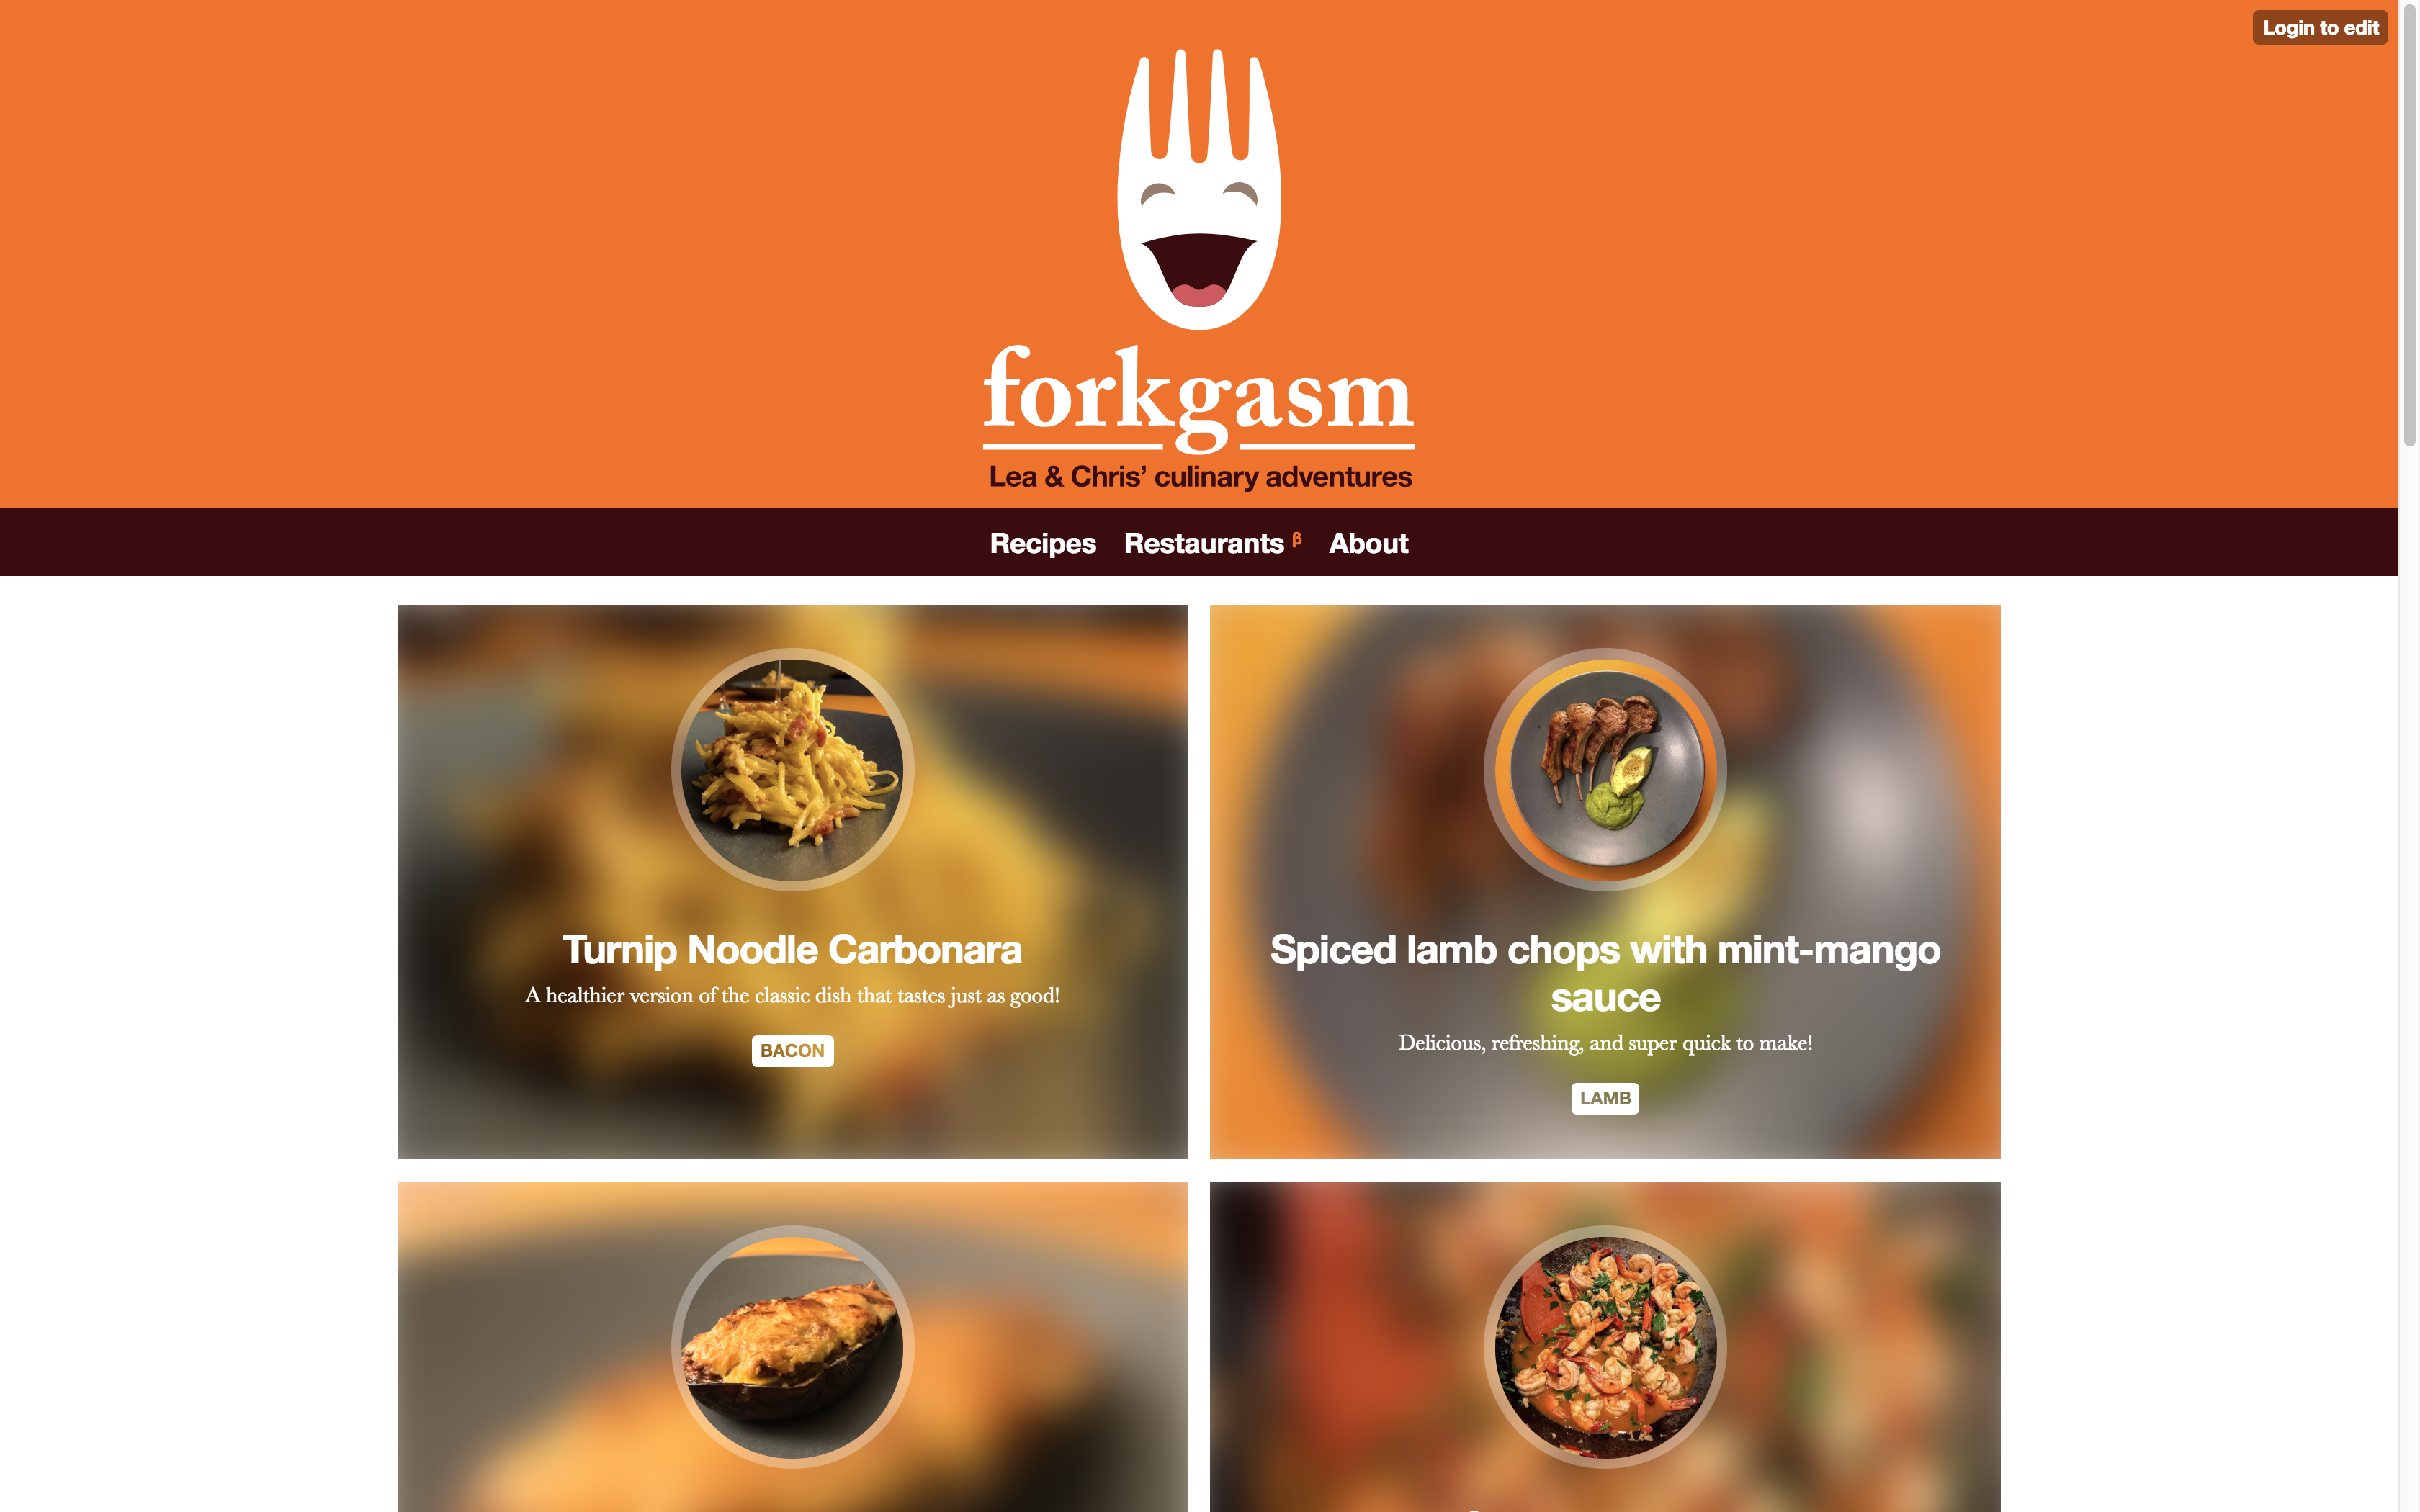 Login to edit
forkgasm
Lea & Chris’ culinary adventures
Recipes Restaurants β About
Turnip Noodle Carbonara
A healthier version of the classic dish that tastes just as good!
BACON
Spiced lamb chops with mint-mango
sauce
Delicious, refreshing, and super quick to make!
LAMB